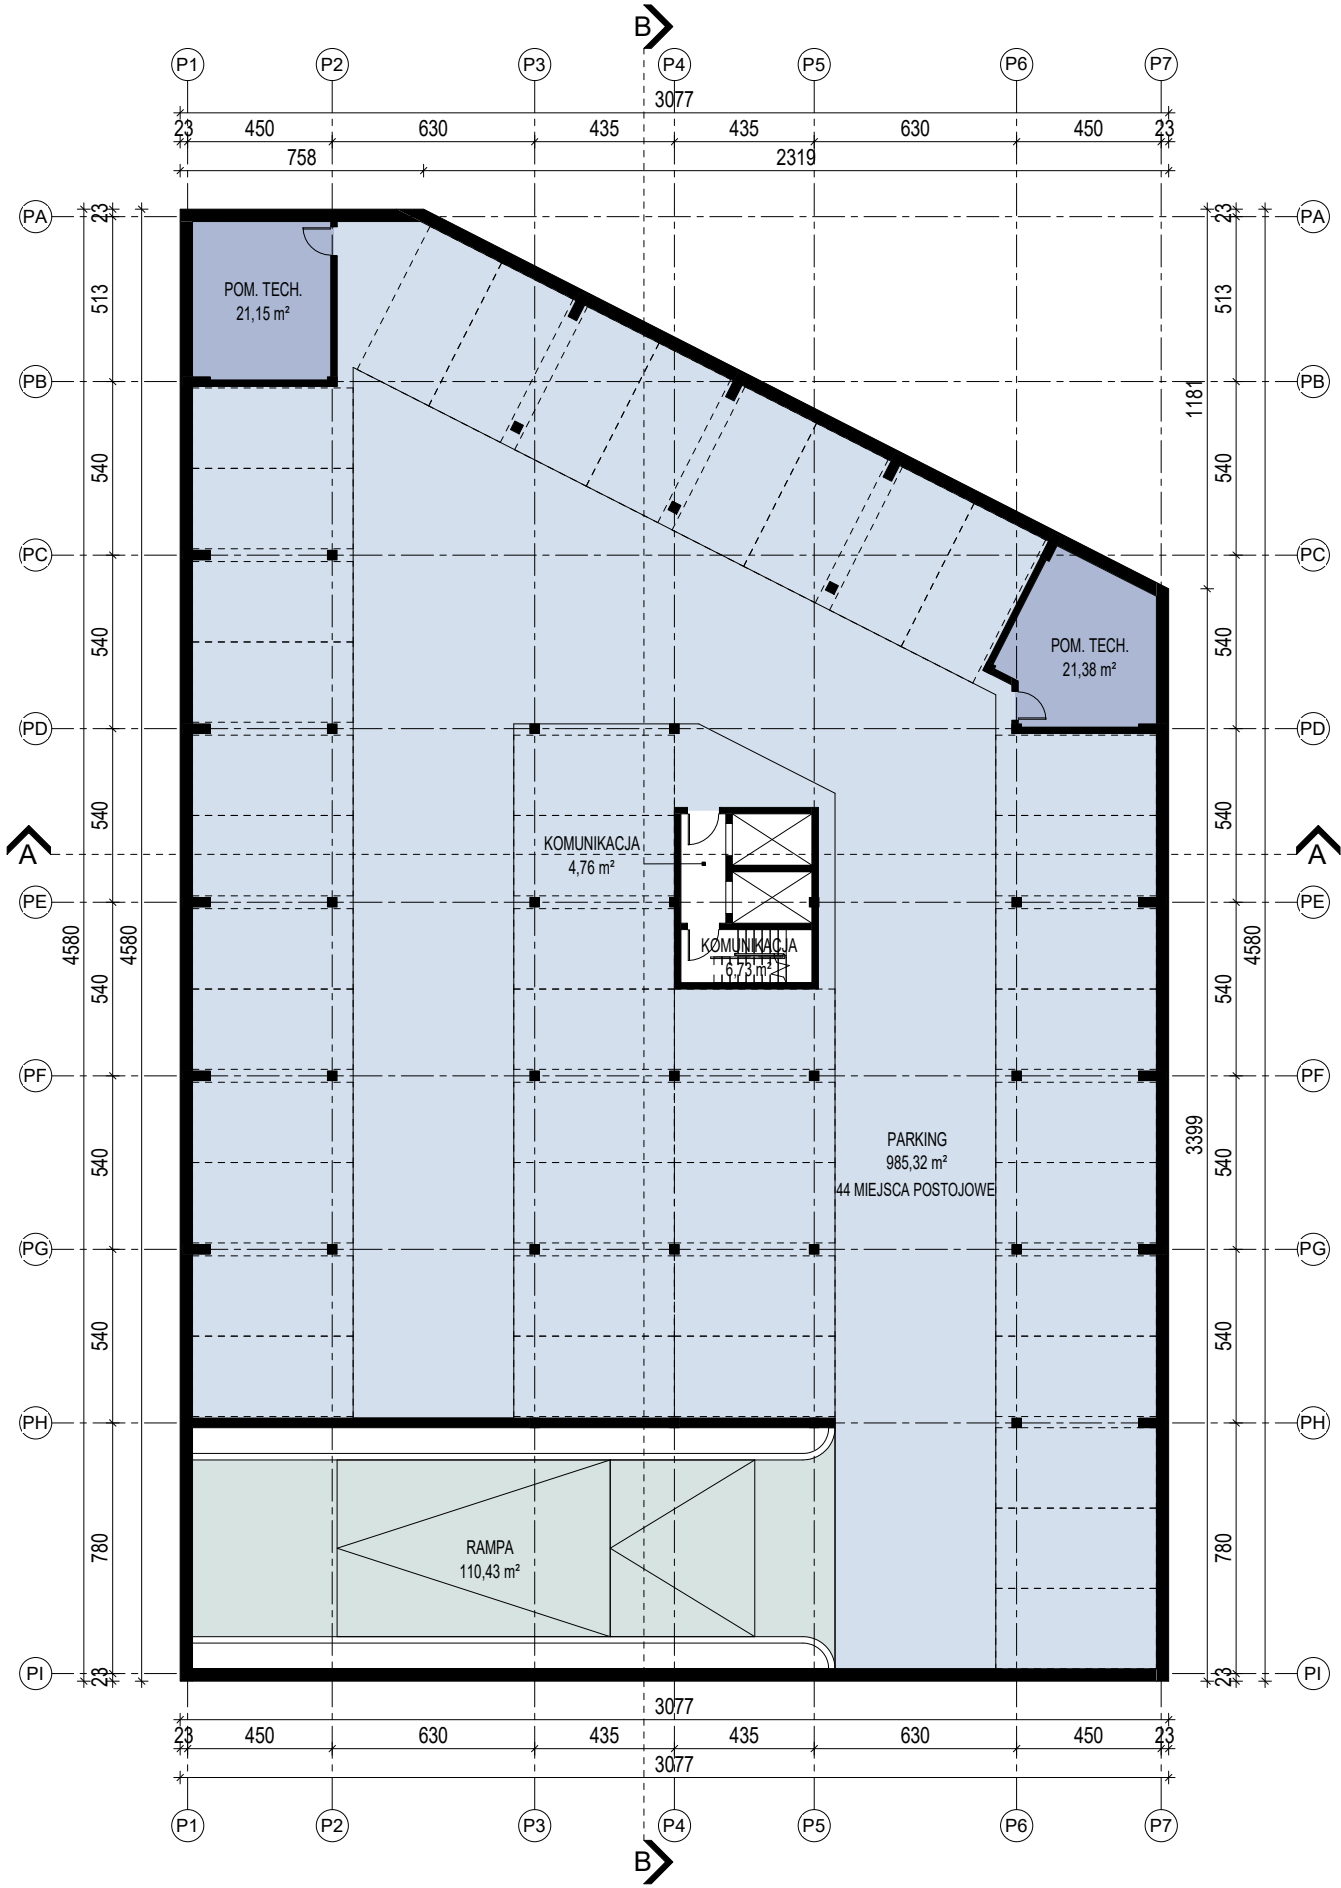 B
P1 P2 P3 P4 P5 P6 P7
3077
23 450 630 435 435 630 450 23
758 2319
PA 23 23 PA
513 513
POM. TECH.
21,15 m²
PB PB
1181
540 540
PC PC
540 540
POM. TECH.
21,38 m²
PD PD
540 540
KOMUNIKACJA
4,76 m²
A A
PE PE
4580 4580 4580
KOMUNIKACJA
6,73 m²
540 540
PF PF
3399
PARKING
985,32 m²
44 MIEJSCA POSTOJOWE
540 540
PG PG
540 540
PH PH
780 780
RAMPA
110,43 m²
PI 23 23 PI
3077
23 450 630 435 435 630 450 23
3077
P1 P2 P3 P4 P5 P6 P7
B